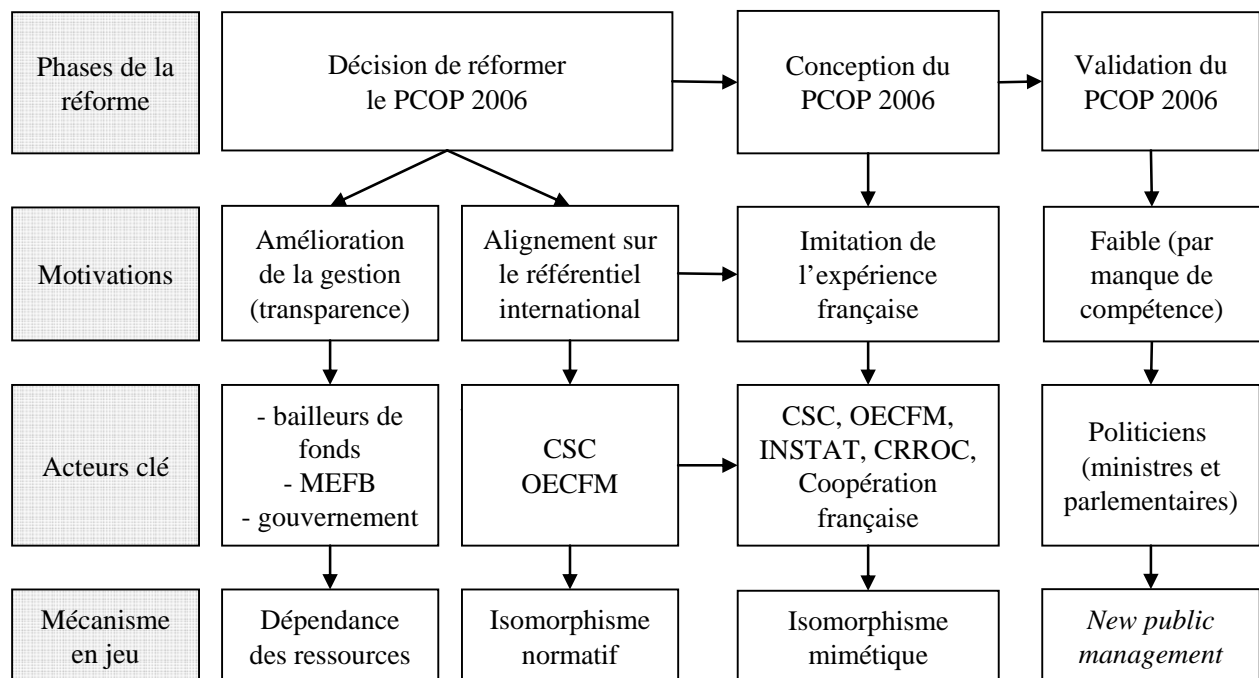 Phases de la
réforme
Décision de réformer
le PCOP 2006
Conception du
PCOP 2006
Validation du
PCOP 2006
Motivations
Amélioration
de la gestion
(transparence)
Alignement sur
le référentiel
international
Imitation de
l’expérience
française
Faible (par
manque de
compétence)
Acteurs clé
- bailleurs de
fonds
- MEFB
- gouvernement
CSC
OECFM
CSC, OECFM,
INSTAT, CRROC,
Coopération
française
Politiciens
(ministres et
parlementaires)
Mécanisme
en jeu
Dépendance
des ressources
Isomorphisme
normatif
Isomorphisme
mimétique
New public
management